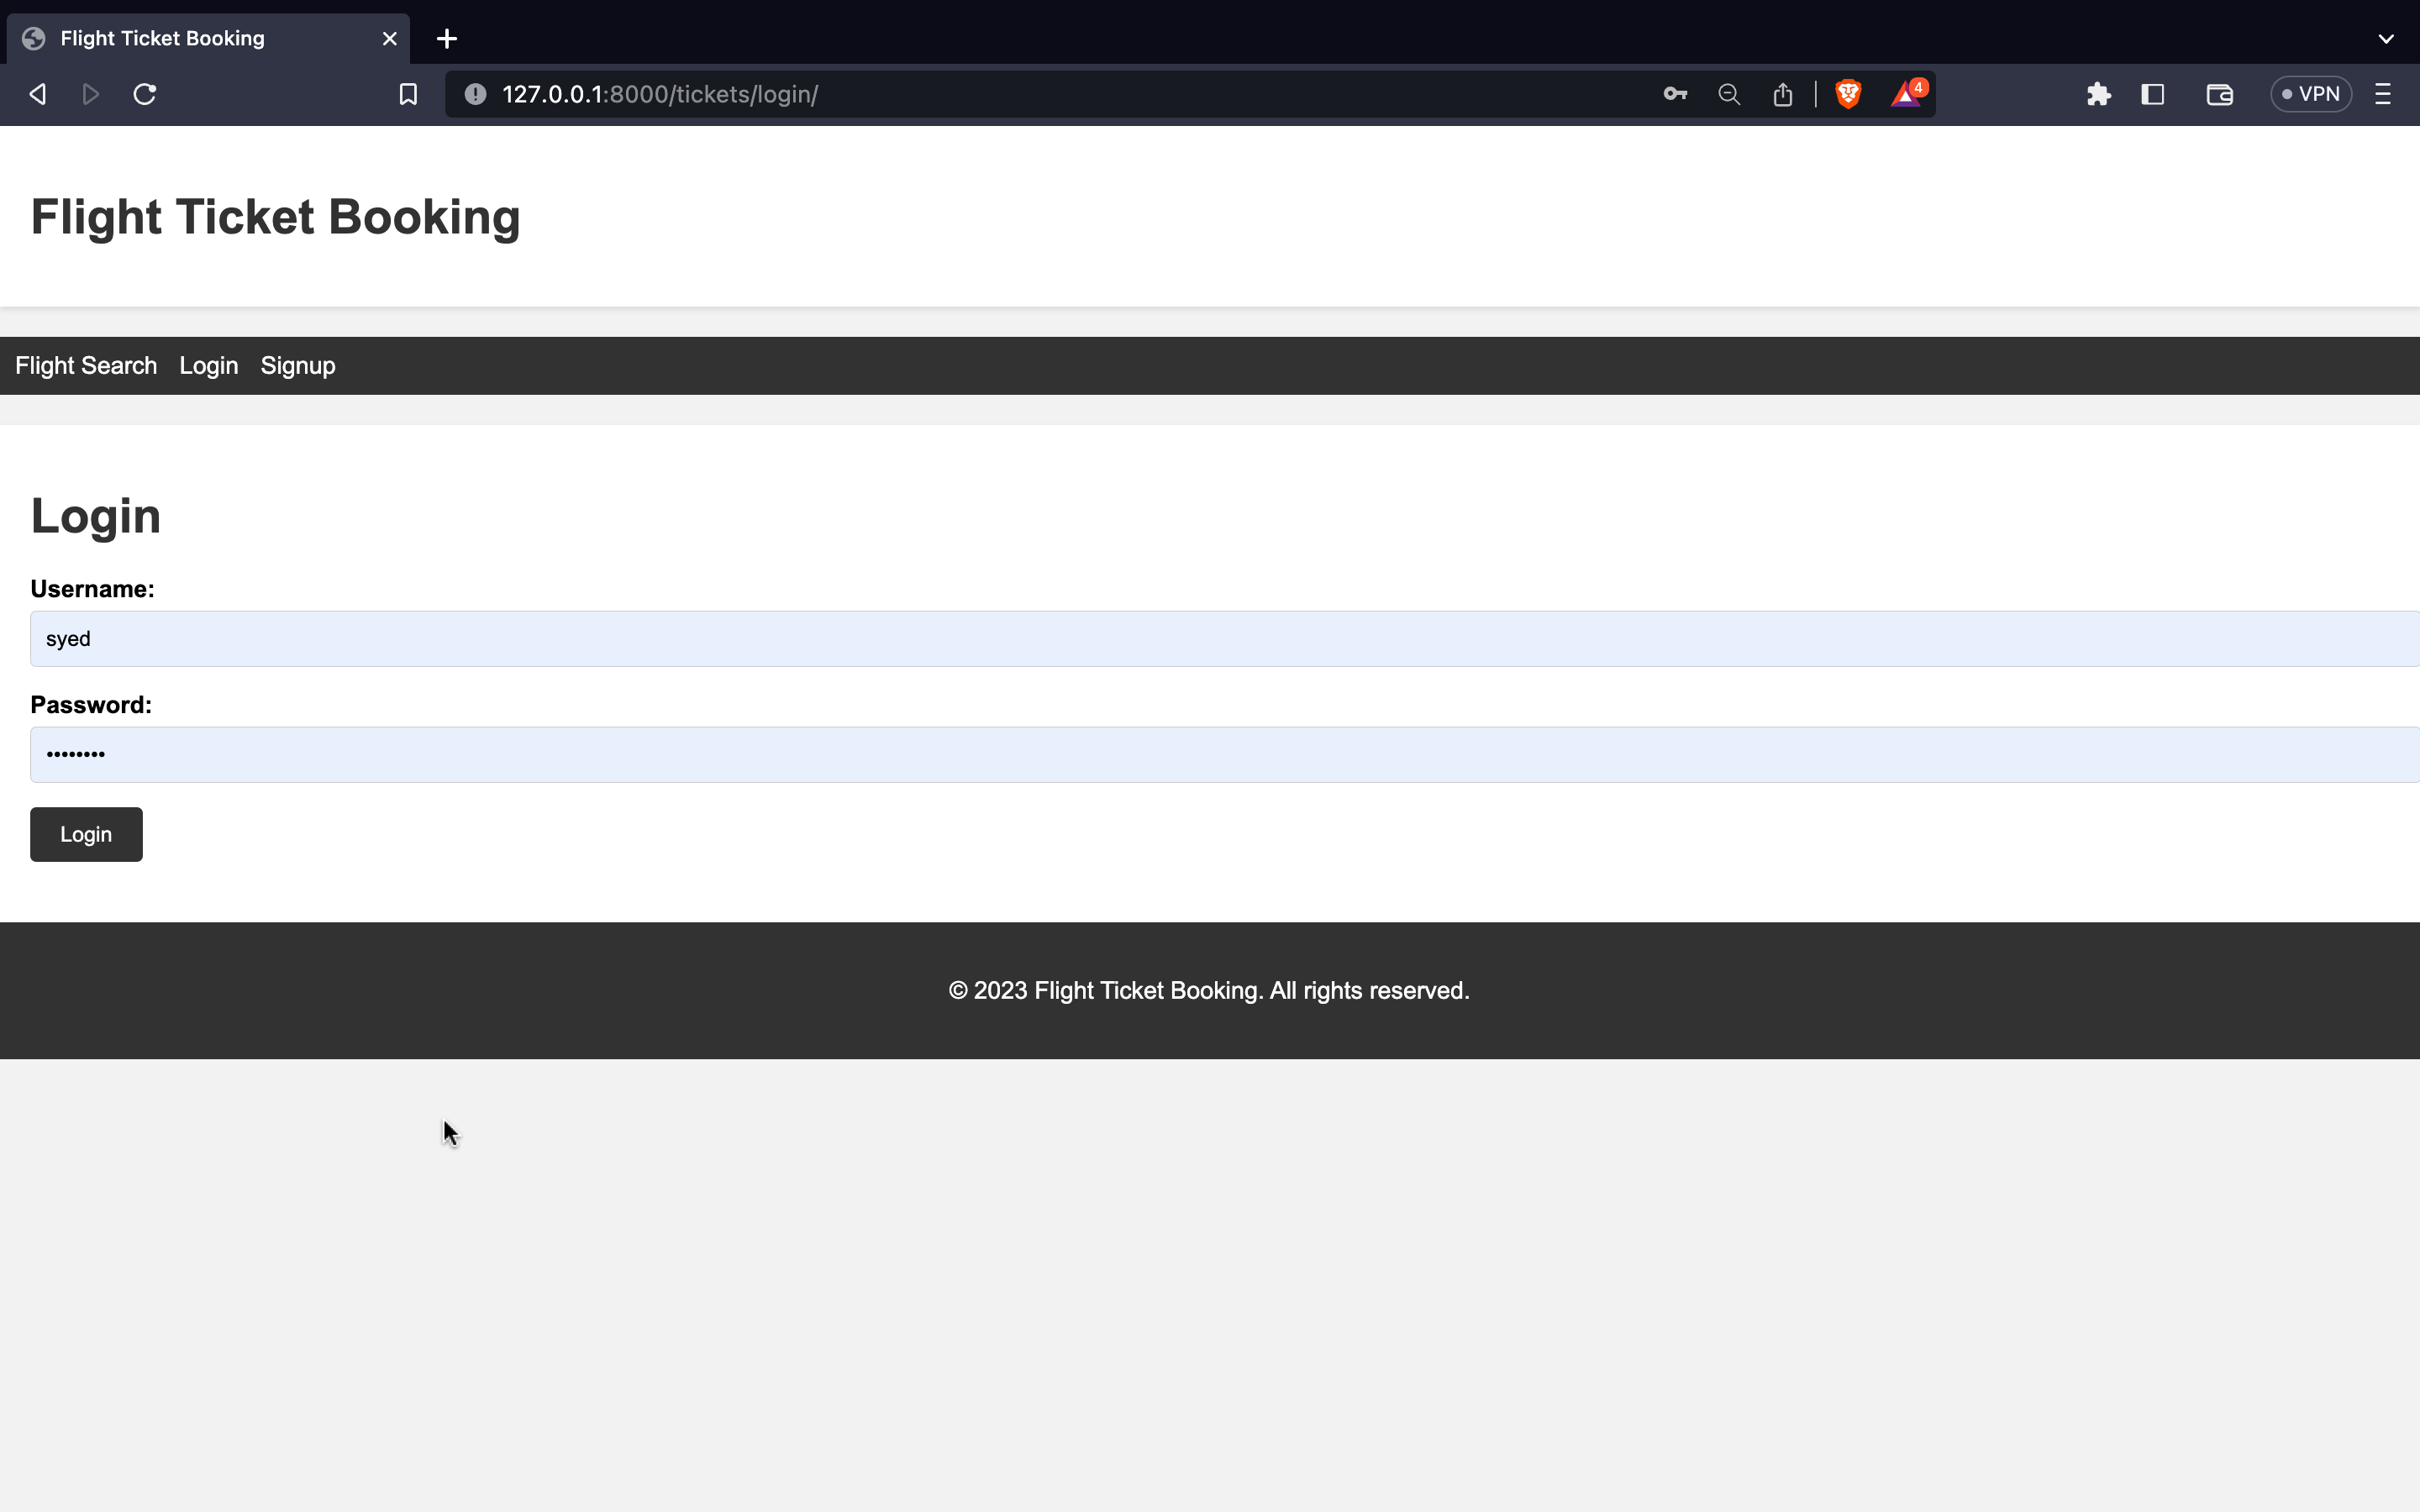 Flight Ticket Booking
127.0.0.1:8000/tickets/login/
4
VPN
Flight Ticket Booking
Flight Search Login Signup
Login
Username:
syed
Password:
••••••••
Login
© 2023 Flight Ticket Booking. All rights reserved.